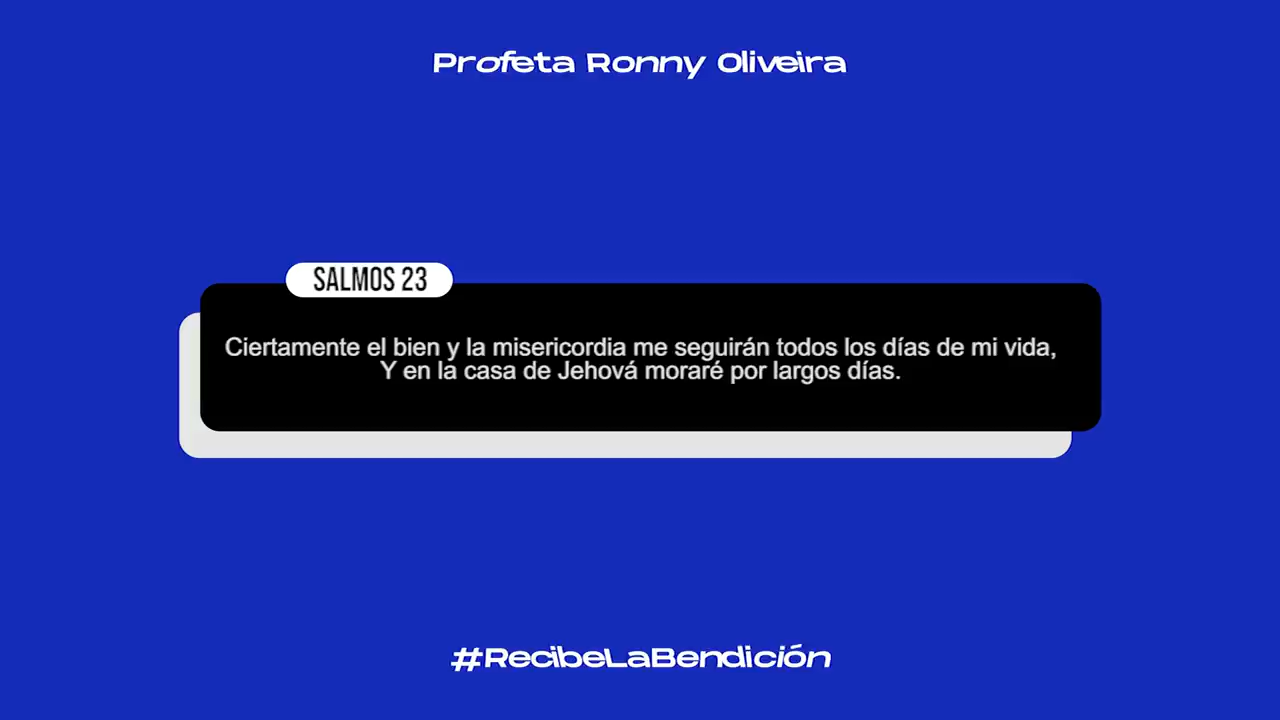 Profeta Ronny Oliveira
SALMOS 23
Ciertamente el bien y la misericordia me seguirán todos los días de mi vida,
Y en la casa de Jehová moraré por largos días.
#RecibeLaBendición